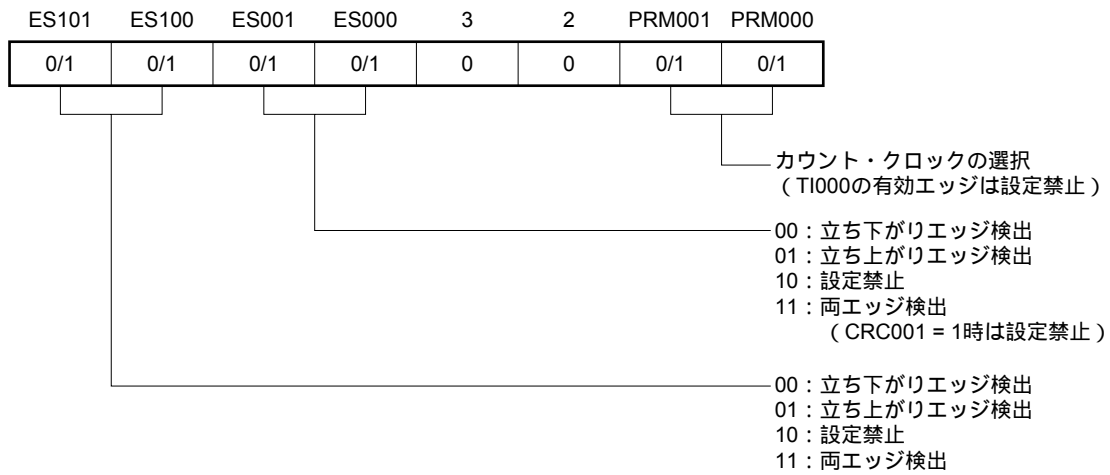 ES101 ES100 ES001 ES000 3 2 PRM001 PRM000
0/1 0/1 0/1 0/1 0 0 0/1 0/1
カウント・クロックの選択
（TI000の有効エッジは設定禁止）
00：立ち下がりエッジ検出
01：立ち上がりエッジ検出
10：設定禁止
11：両エッジ検出
（CRC001 = 1時は設定禁止）
00：立ち下がりエッジ検出
01：立ち上がりエッジ検出
10：設定禁止
11：両エッジ検出